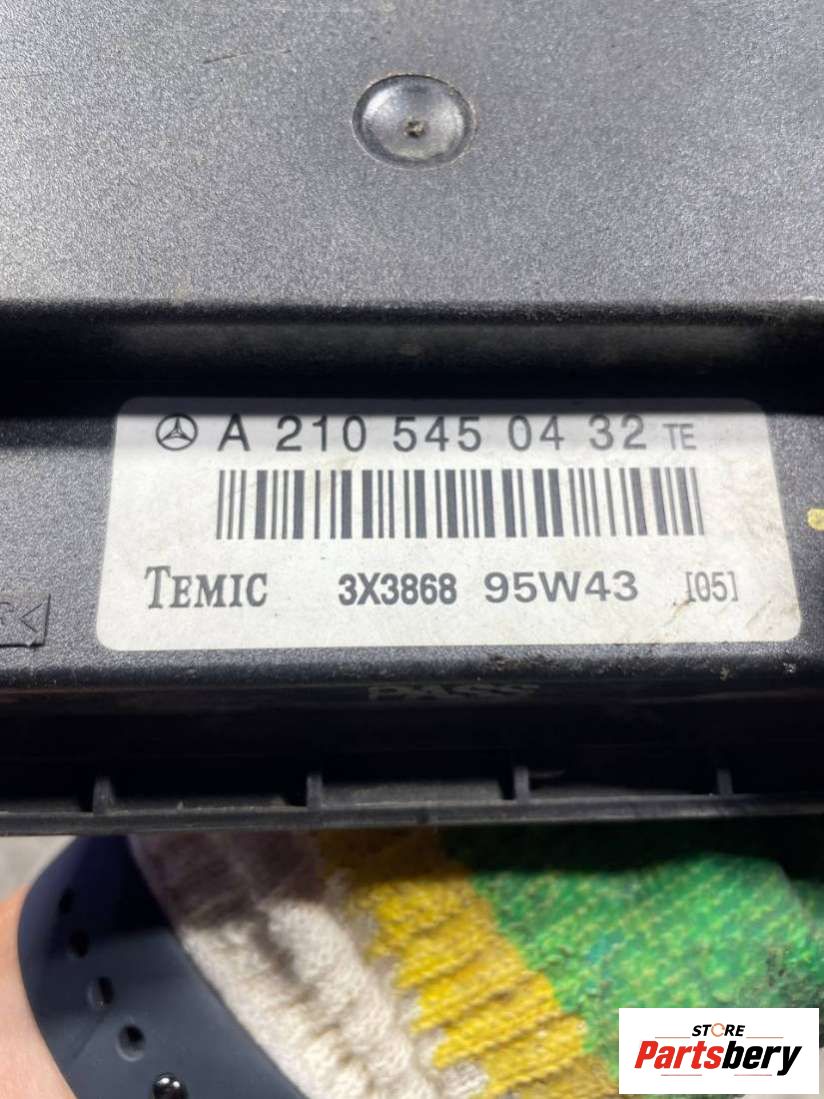 A 210 545 04 32 TE
TEMIC 3X3868 95W43 [05]
STORE
Partsbery